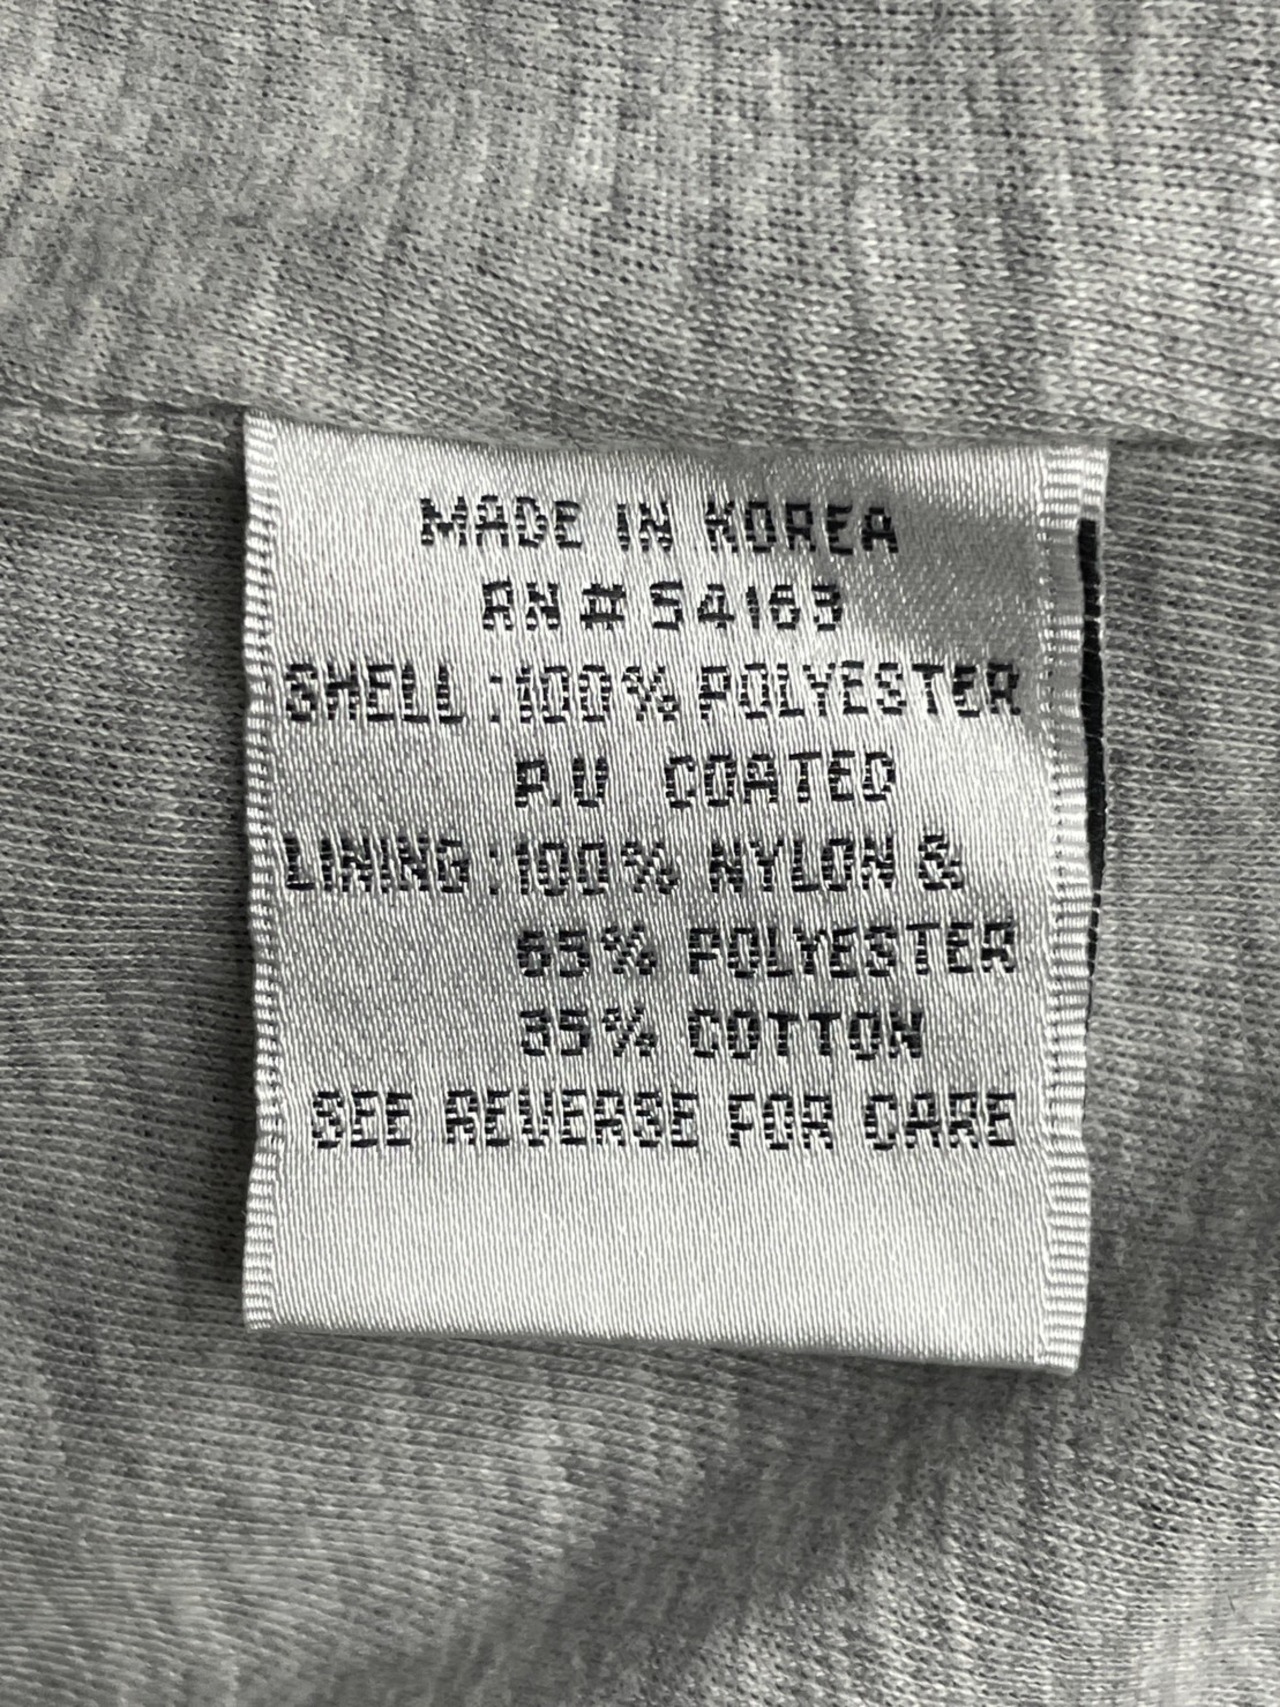 MADE IN KOREA
RN # 54163
SHELL : 100% POLYESTER
P.U COATED
LINING : 100% NYLON &
65% POLYESTER
35% COTTON
SEE REVERSE FOR CARE